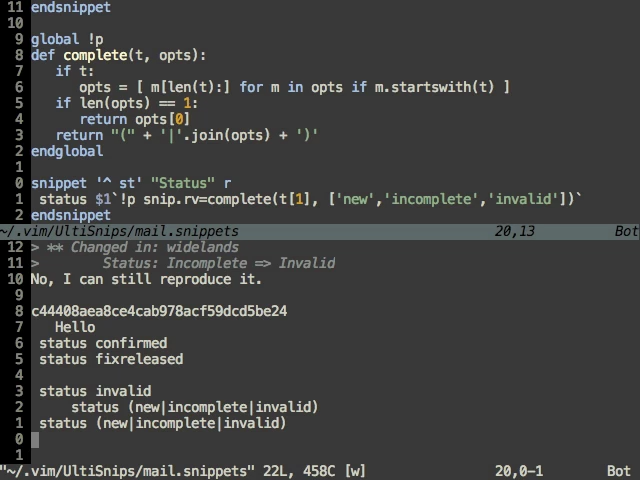 11 endsnippet
10
9 global !p
8 def complete(t, opts):
7    if t:
6       opts = [ m[len(t):] for m in opts if m.startswith(t) ]
5    if len(opts) == 1:
4       return opts[0]
3    return "(" + '|'.join(opts) + ')'
2 endglobal
1
0 snippet '^ st' "Status" r
1  status $1`!p snip.rv=complete(t[1], ['new','incomplete','invalid'])`
2 endsnippet
~/.vim/UltiSnips/mail.snippets 20,13 Bot
12 > ** Changed in: widelands
11 >        Status: Incomplete => Invalid
10 No, I can still reproduce it.
9
8 c44408aea8ce4cab978acf59dcd5be24
7    Hello
6  status confirmed
5  status fixreleased
4
3  status invalid
2      status (new|incomplete|invalid)
1  status (new|incomplete|invalid)
0
1
"~/.vim/UltiSnips/mail.snippets" 22L, 458C [w] 20,0-1 Bot